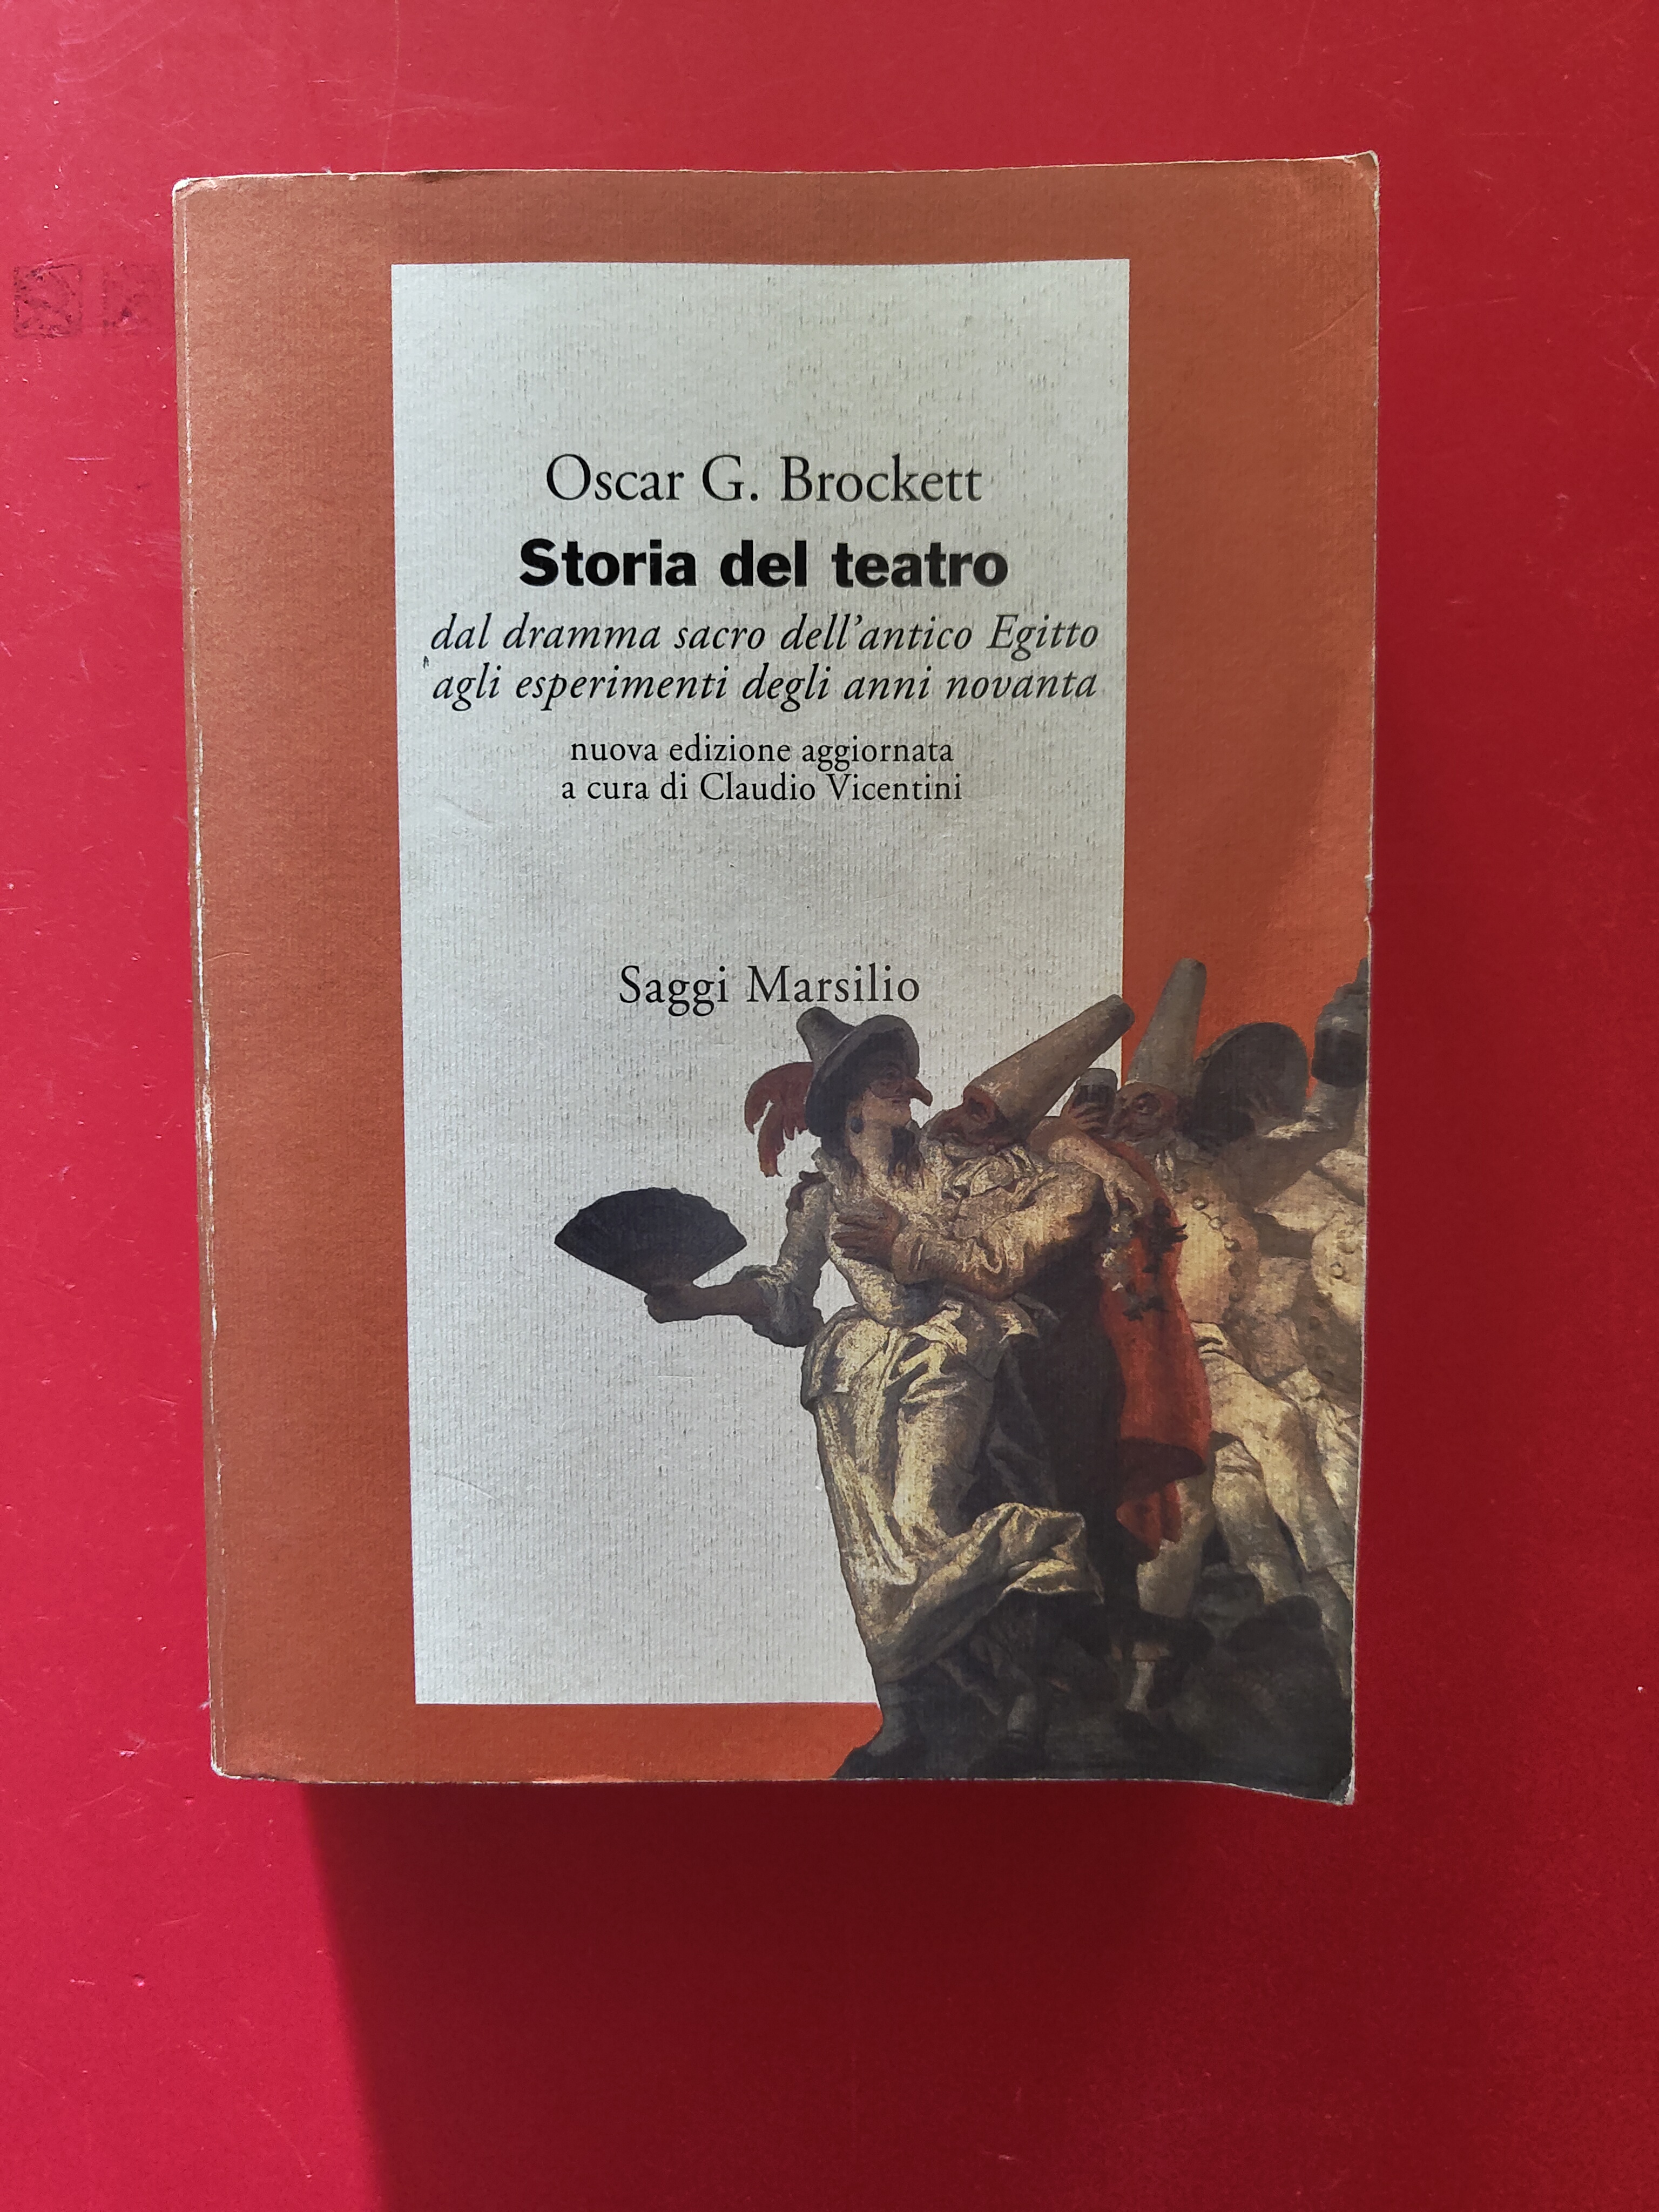 Oscar G. Brockett
Storia del teatro
dal dramma sacro dell'antico Egitto
agli esperimenti degli anni novanta
nuova edizione aggiornata
a cura di Claudio Vicentini
Saggi Marsilio